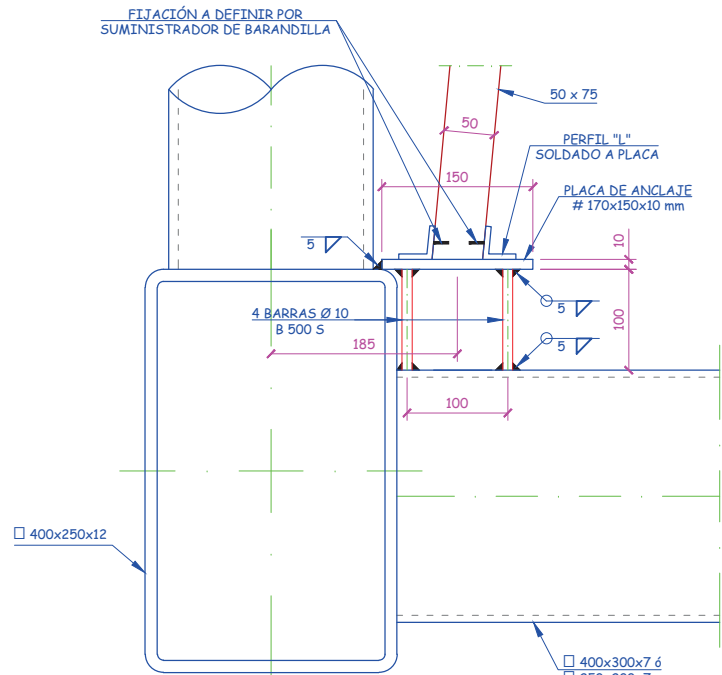 FIJACIÓN A DEFINIR POR
SUMINISTRADOR DE BARANDILLA
50 x 75
50
PERFIL "L"
SOLDADO A PLACA
150
PLACA DE ANCLAJE
# 170x150x10 mm
5
10
4 BARRAS Ø 10
B 500 S
5
100
185
5
100
□ 400x250x12
□ 400x300x7 ó